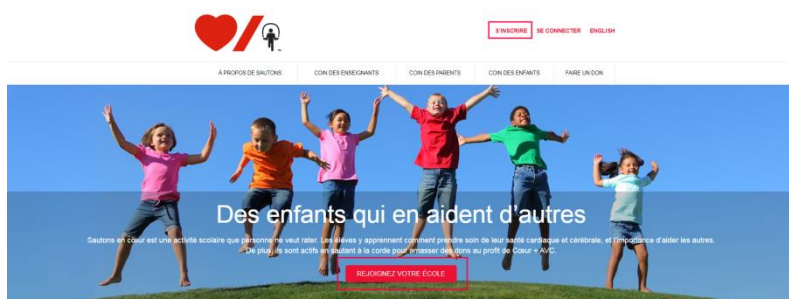 S'INSCRIRE SE CONNECTER ENGLISH
À PROPOS DE SAUTONS COIN DES ENSEIGNANTS COIN DES PARENTS COIN DES ENFANTS FAIRE UN DON
Des enfants qui en aident d'autres
Sautons en cœur est une activité scolaire que personne ne veut rater. Les élèves y apprennent comment prendre soin de leur santé cardiaque et cérébrale, et l'importance d'aider les autres.
De plus, ils sont actifs en sautant à la corde pour amasser des dons au profit de Cœur + AVC.
REJOIGNEZ VOTRE ÉCOLE